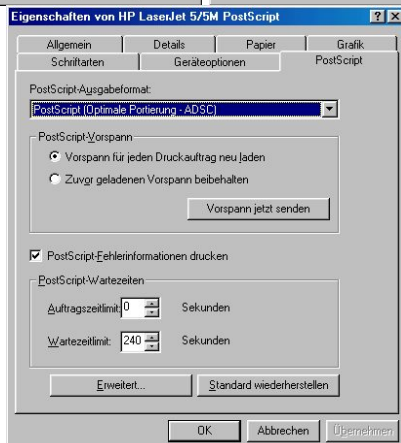 Eigenschaften von HP LaserJet 5/5M PostScript
Allgemein Details Papier Grafik
Schriftarten Geräteoptionen PostScript
PostScript-Ausgabeformat:
PostScript (Optimale Portierung - ADSC)
PostScript-Vorspann
Vorspann für jeden Druckauftrag neu laden
Zuvor geladenen Vorspann beibehalten
Vorspann jetzt senden
PostScript-Fehlerinformationen drucken
PostScript-Wartezeiten
Auftragszeitlimit: 0 Sekunden
Wartezeitlimit: 240 Sekunden
Erweitert... Standard wiederherstellen
OK Abbrechen Übernehmen